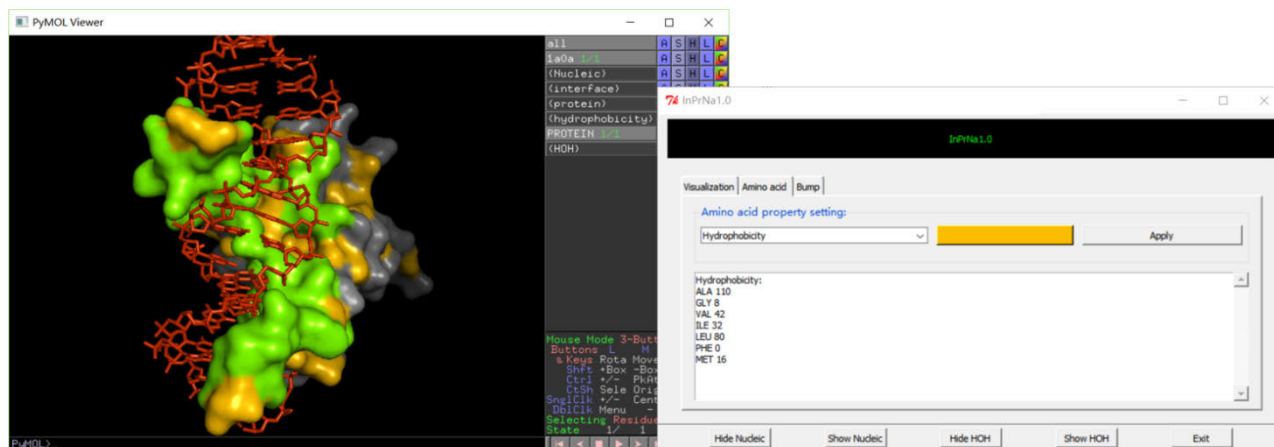 PyMOL Viewer
all
A S H L C
1a0a 1/1
A S H L C
(Nucleic)
(interface)
(protein)
(hydrophobicity)
PROTEIN 1/1
(HOH)
Mouse Mode 3-Butt
Buttons L M
& Keys Rota Move
Shft +Box -Box
Ctrl +/- PkAt
CtSh Sele Orig
SnglClk +/- Cent
DblClk Menu -
Selecting Residue
State 1/ 1
PyMOL>_
InPrNa1.0
InPrNa1.0
Visualization Amino acid Bump
Amino acid property setting:
Hydrophobicity Apply
Hydrophobicity:
ALA 110
GLY 8
VAL 42
ILE 32
LEU 80
PHE 0
MET 16
Hide Nucleic Show Nucleic Hide HOH Show HOH Exit